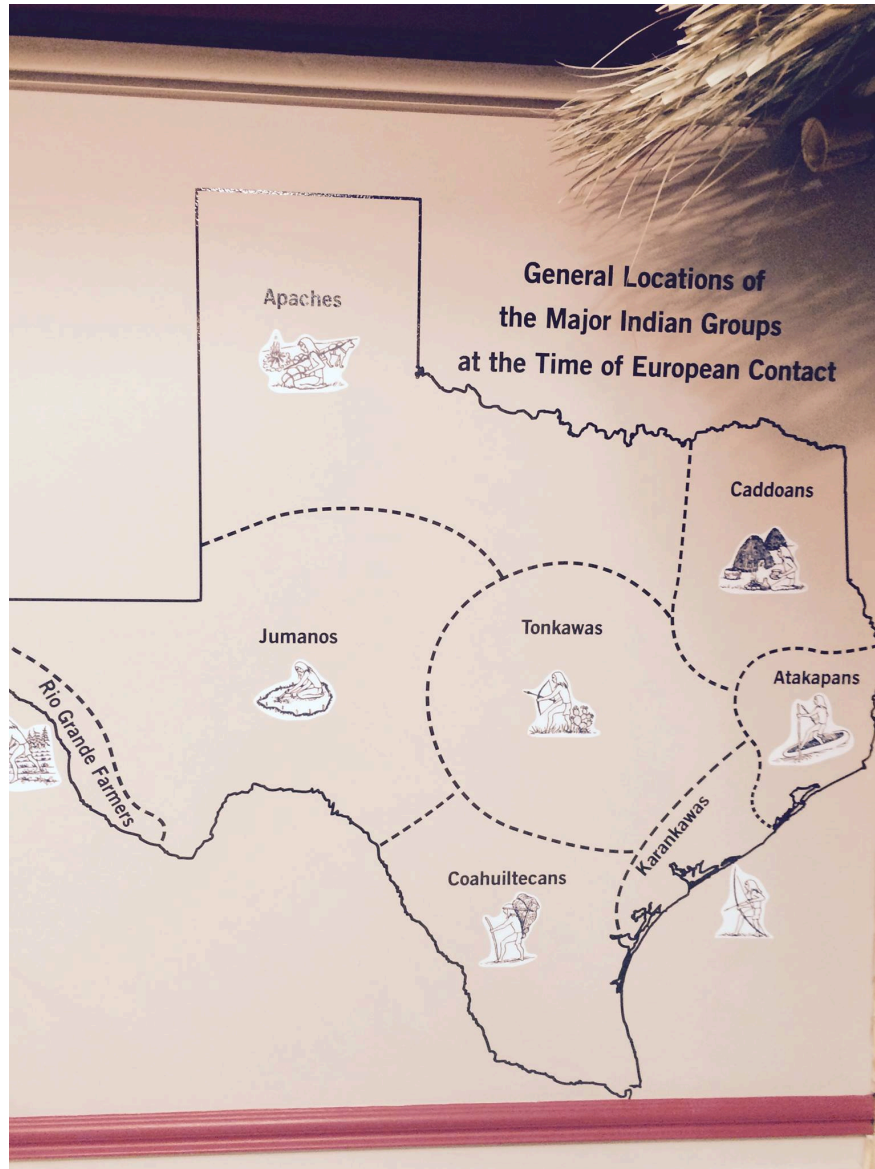 General Locations of
the Major Indian Groups
at the Time of European Contact
Apaches
Caddoans
Jumanos
Tonkawas
Atakapans
Rio Grande Farmers
Karankawas
Coahuiltecans